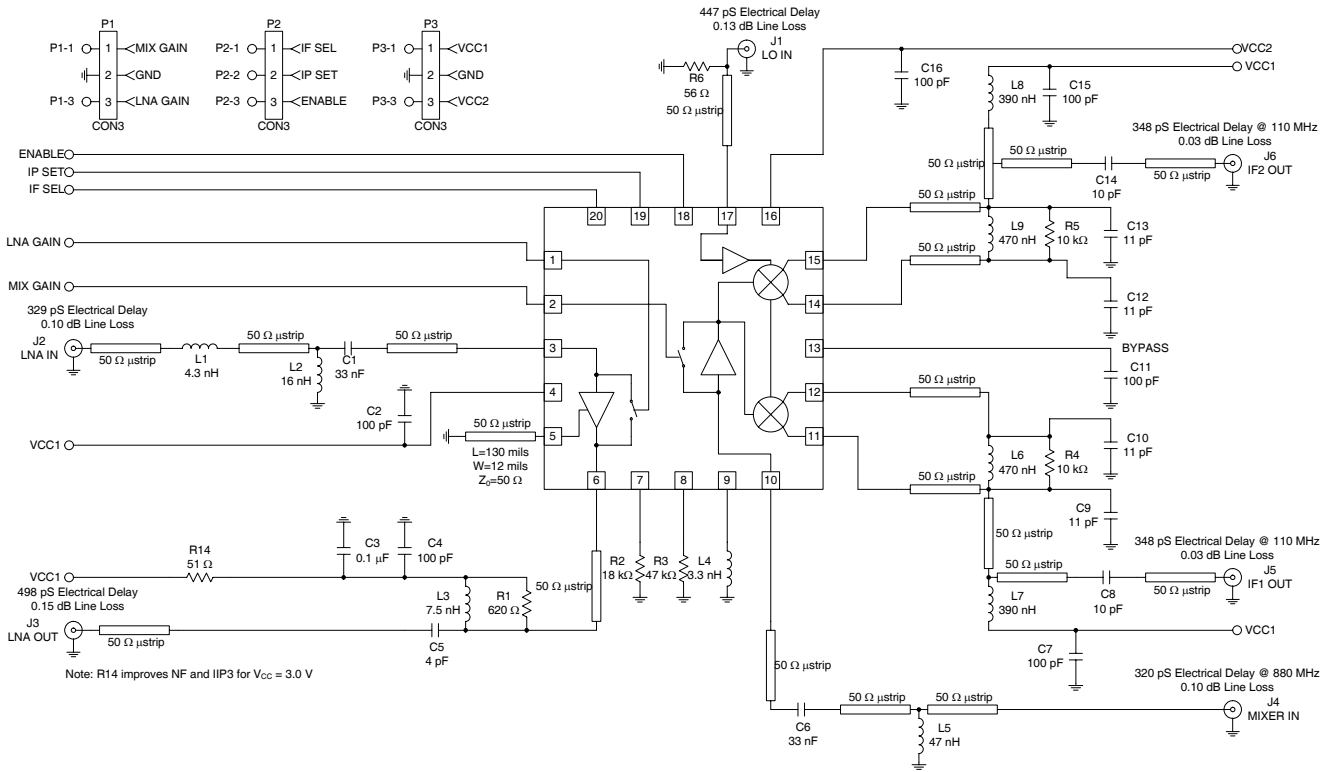 P1
P1-1
1
MIX GAIN
2
GND
P1-3
3
LNA GAIN
CON3
P2
P2-1
1
IF SEL
P2-2
2
IP SET
P2-3
3
ENABLE
CON3
P3
P3-1
1
VCC1
2
GND
P3-3
3
VCC2
CON3
447 pS Electrical Delay
0.13 dB Line Loss
J1
LO IN
R6
56 Ω
50 Ω μstrip
C16
100 pF
VCC2
VCC1
L8
390 nH
C15
100 pF
348 pS Electrical Delay @ 110 MHz
0.03 dB Line Loss
J6
IF2 OUT
50 Ω μstrip
50 Ω μstrip
C14
10 pF
50 Ω μstrip
ENABLE
IP SET
IF SEL
LNA GAIN
MIX GAIN
20
19
18
17
16
1
2
3
4
5
6
7
8
9
10
15
14
13
12
11
50 Ω μstrip
L9
470 nH
R5
10 kΩ
C13
11 pF
50 Ω μstrip
C12
11 pF
BYPASS
C11
100 pF
329 pS Electrical Delay
0.10 dB Line Loss
J2
LNA IN
50 Ω μstrip
L1
4.3 nH
50 Ω μstrip
L2
16 nH
C1
33 nF
50 Ω μstrip
C2
100 pF
VCC1
50 Ω μstrip
L=130 mils
W=12 mils
Z0=50 Ω
50 Ω μstrip
L6
470 nH
R4
10 kΩ
C10
11 pF
50 Ω μstrip
C9
11 pF
50 Ω μstrip
348 pS Electrical Delay @ 110 MHz
0.03 dB Line Loss
J5
IF1 OUT
50 Ω μstrip
C8
10 pF
50 Ω μstrip
L7
390 nH
VCC1
C7
100 pF
R14
51 Ω
C3
0.1 μF
C4
100 pF
VCC1
498 pS Electrical Delay
0.15 dB Line Loss
J3
LNA OUT
50 Ω μstrip
L3
7.5 nH
R1
620 Ω
C5
4 pF
50 Ω μstrip
R2
18 kΩ
R3
47 kΩ
L4
3.3 nH
Note: R14 improves NF and IIP3 for VCC = 3.0 V
50 Ω μstrip
C6
33 nF
50 Ω μstrip
L5
47 nH
50 Ω μstrip
320 pS Electrical Delay @ 880 MHz
0.10 dB Line Loss
J4
MIXER IN